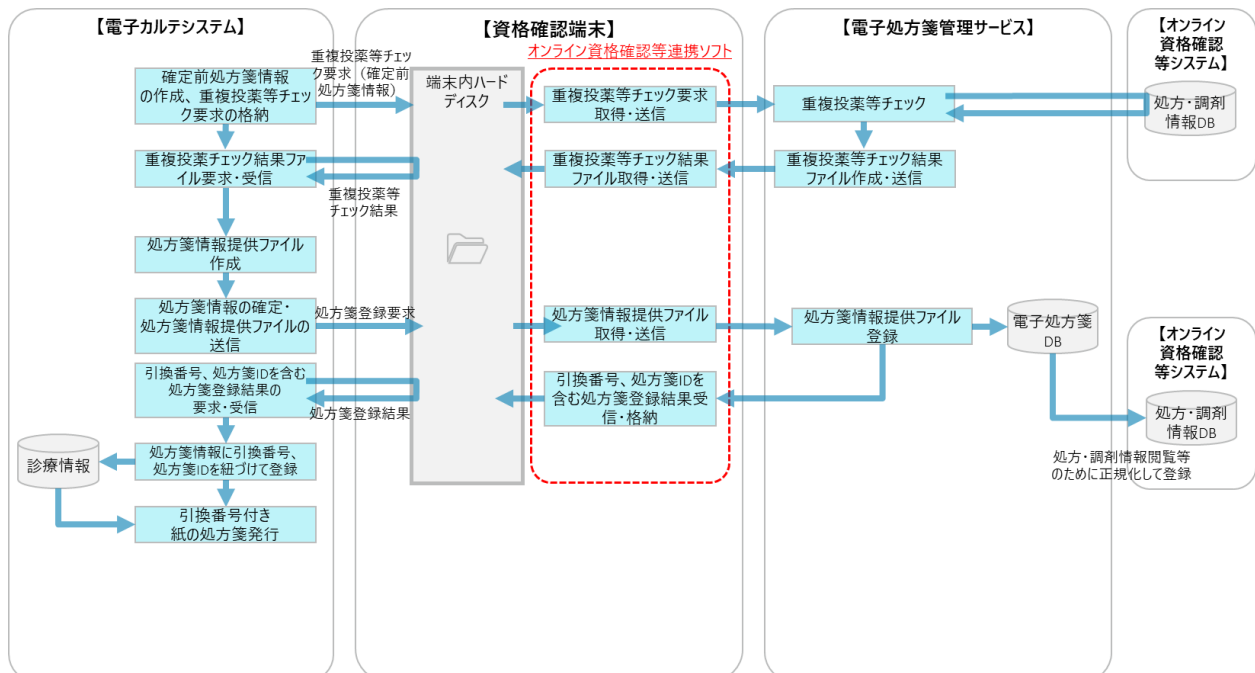 【電子カルテシステム】
確定前処方箋情報
の作成、重複投薬等チェッ
ク要求の格納
重複投薬チェック結果ファ
イル要求・受信
処方箋情報提供ファイル
作成
処方箋情報の確定・
処方箋情報提供ファイルの
送信
引換番号、処方箋IDを含む
処方箋登録結果の
要求・受信
処方箋情報に引換番号、
処方箋IDを紐づけて登録
診療情報
引換番号付き
紙の処方箋発行
重複投薬等チェッ
ク要求（確定前
処方箋情報）
重複投薬等
チェック結果
処方箋登録要求
処方箋登録結果
【資格確認端末】
オンライン資格確認等連携ソフト
端末内ハード
ディスク
重複投薬等チェック要求
取得・送信
重複投薬等チェック結果
ファイル取得・送信
処方箋情報提供ファイル
取得・送信
引換番号、処方箋IDを
含む処方箋登録結果受
信・格納
【電子処方箋管理サービス】
重複投薬等チェック
重複投薬等チェック結果
ファイル作成・送信
処方箋情報提供ファイル
登録
電子処方箋
DB
処方・調剤情報閲覧等
のために正規化して登録
【オンライン
資格確認
等システム】
処方・調剤
情報DB
【オンライン
資格確認
等システム】
処方・調剤
情報DB